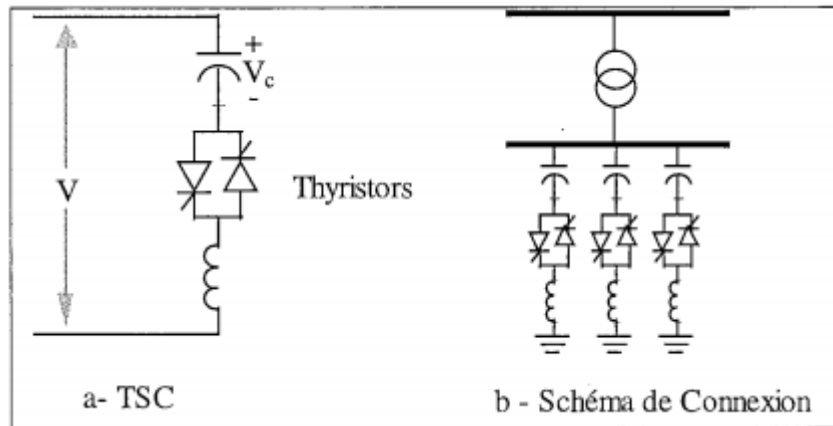 +
V_c
-
V
Thyristors
a- TSC
b - Schéma de Connexion